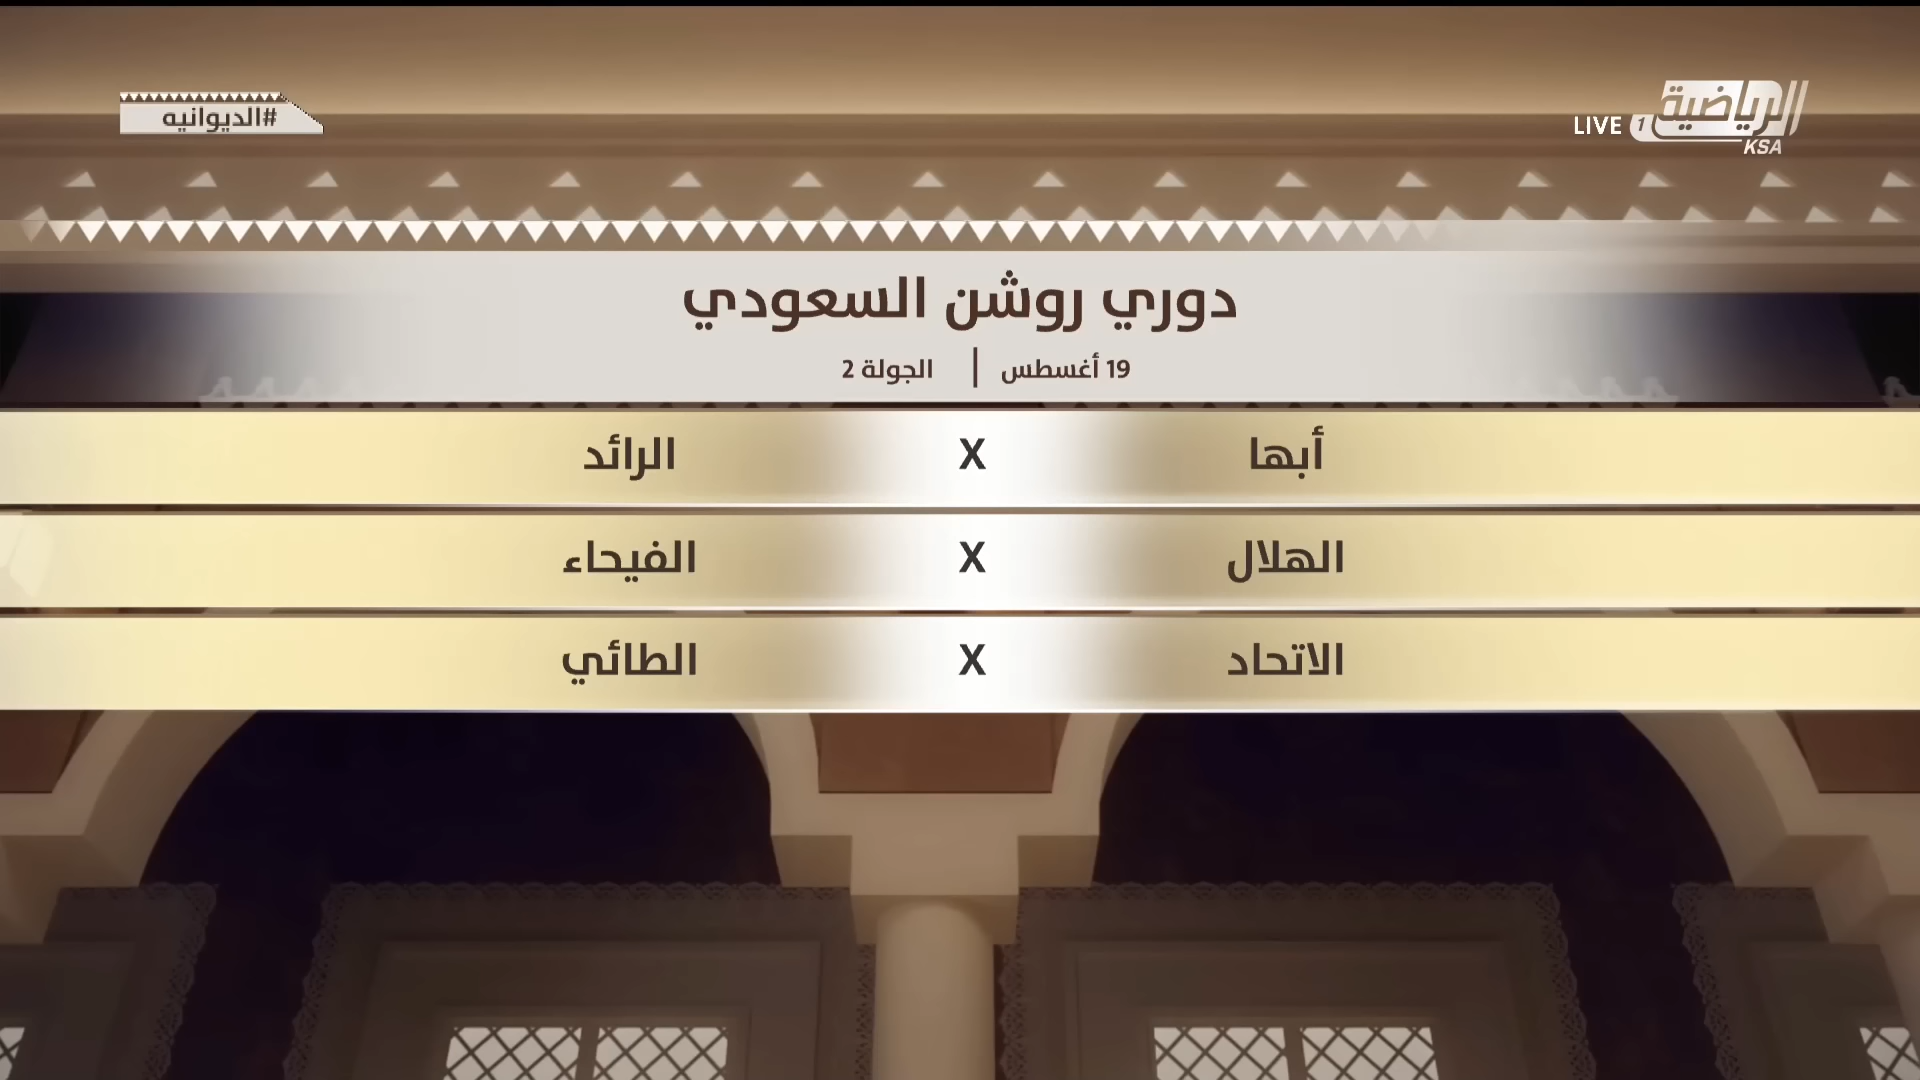 #الديوانيه
الرياضية
LIVE 1
KSA
دوري روشن السعودي
19 أغسطس | الجولة 2
أبها X الرائد
الهلال X الفيحاء
الاتحاد X الطائي